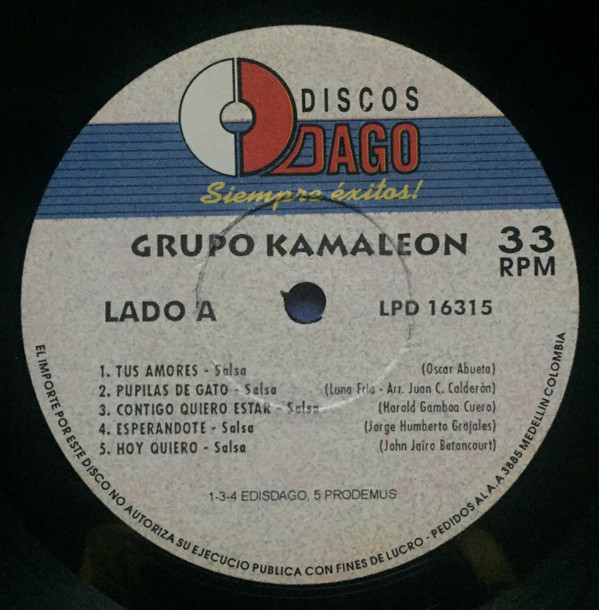 DISCOS
DAGO
Siempre éxitos!
GRUPO KAMALEON
33
RPM
LADO A
LPD 16315
1. TUS AMORES - Salsa (Oscar Abueta)
2. PUPILAS DE GATO - Salsa (Luna Fria - Arr. Juan C. Calderón)
3. CONTIGO QUIERO ESTAR - Salsa (Harold Gamboa Cuero)
4. ESPERANDOTE - Salsa (Jorge Humberto Grajales)
5. HOY QUIERO - Salsa (John Jairo Betancourt)
1-3-4 EDISDAGO, 5 PRODEMUS
EL IMPORTE POR ESTE DISCO NO AUTORIZA SU EJECUCIO PUBLICA CON FINES DE LUCRO - PEDIDOS AL A.A 3885 MEDELLIN COLOMBIA